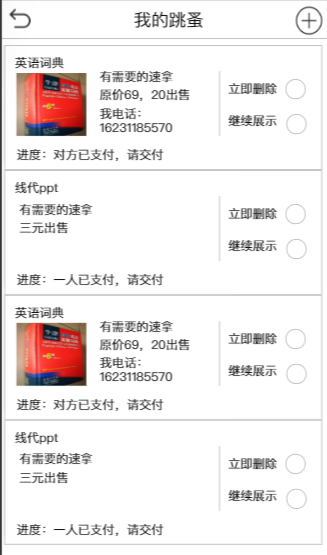 我的跳蚤
英语词典
有需要的速拿
原价69，20出售
我电话：
16231185570
立即删除
继续展示
进度：对方已支付，请交付
线代ppt
有需要的速拿
三元出售
立即删除
继续展示
进度：一人已支付，请交付
英语词典
有需要的速拿
原价69，20出售
我电话：
16231185570
立即删除
继续展示
进度：对方已支付，请交付
线代ppt
有需要的速拿
三元出售
立即删除
继续展示
进度：一人已支付，请交付